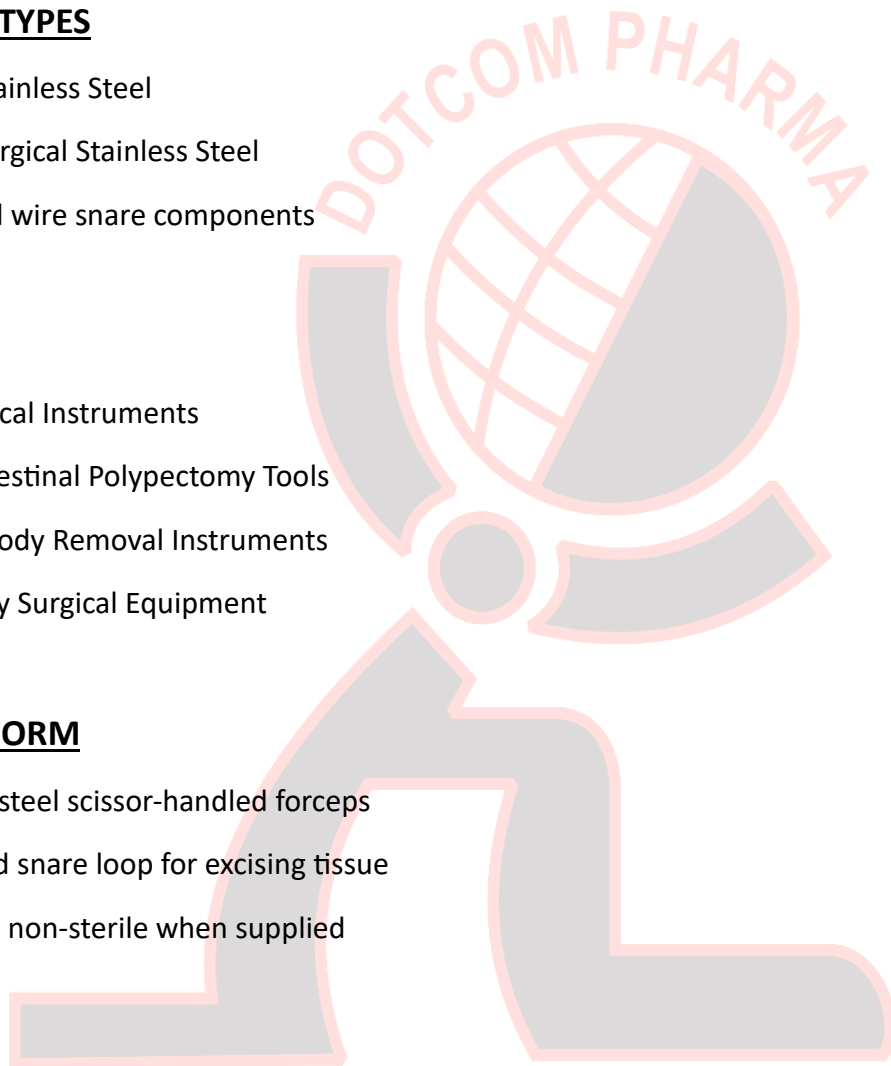 DOTCOM PHARMA
TYPES
ainless Steel
rgical Stainless Steel
l wire snare components
cal Instruments
estinal Polypectomy Tools
ody Removal Instruments
y Surgical Equipment
FORM
steel scissor-handled forceps
d snare loop for excising tissue
non-sterile when supplied